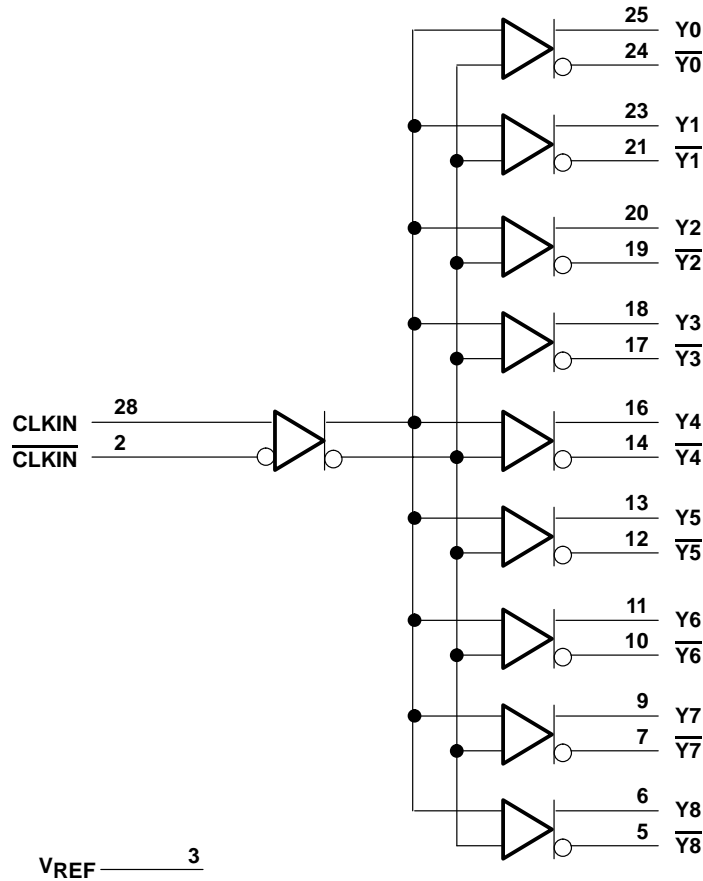 25 Y0
24 Y0̅
23 Y1
21 Y1̅
20 Y2
19 Y2̅
18 Y3
17 Y3̅
CLKIN 28 16 Y4
C̅L̅K̅I̅N̅ 2 14 Y4̅
13 Y5
12 Y5̅
11 Y6
10 Y6̅
9 Y7
7 Y7̅
6 Y8
5 Y8̅
VREF 3